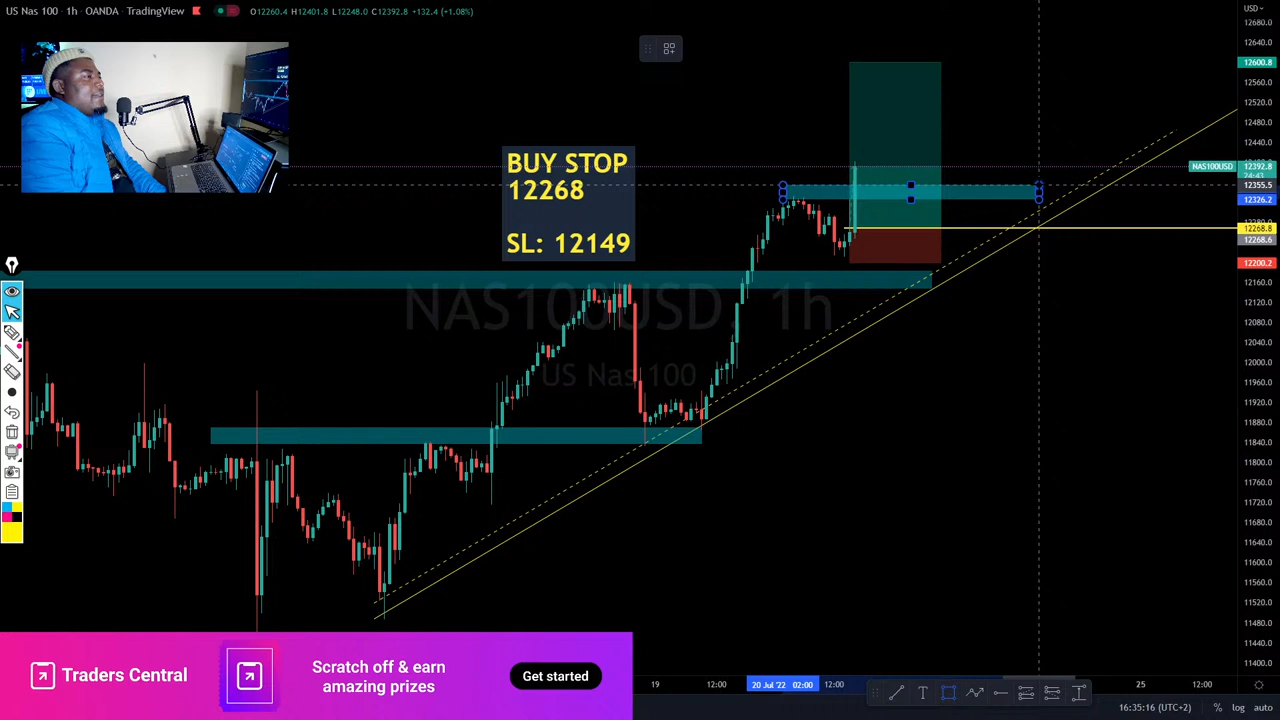 US Nas 100 · 1h · OANDA · TradingView O12260.4 H12401.8 L12248.0 C12392.8 +132.4 (+1.08%)
USD
12680.0
12640.0
12600.8
12560.0
12520.0
12480.0
12440.0
NAS100USD 12392.8
24:43
12355.5
12326.2
12280.0
12268.8
12268.6
12200.2
12160.0
12120.0
12080.0
12040.0
12000.0
11960.0
11920.0
11880.0
11840.0
11800.0
11760.0
11720.0
11680.0
11640.0
11600.0
11560.0
11520.0
11480.0
11440.0
11400.0
BUY STOP
12268
SL: 12149
NAS100USD, 1h
US Nas 100
Traders Central
Scratch off & earn
amazing prizes
Get started
19 12:00 20 Jul '22 02:00 12:00 25 12:00
16:35:16 (UTC+2) % log auto